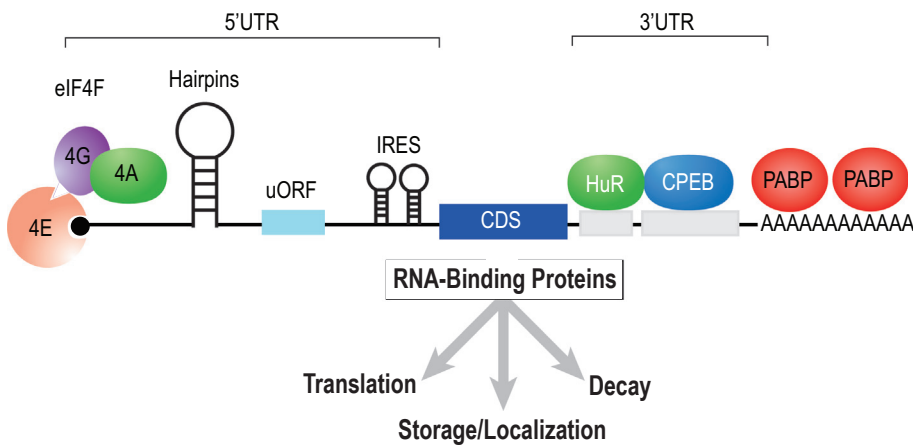 5'UTR
3'UTR
eIF4F
Hairpins
4G
4A
4E
uORF
IRES
CDS
HuR
CPEB
PABP
PABP
AAAAAAAAAAAA
RNA-Binding Proteins
Translation
Decay
Storage/Localization